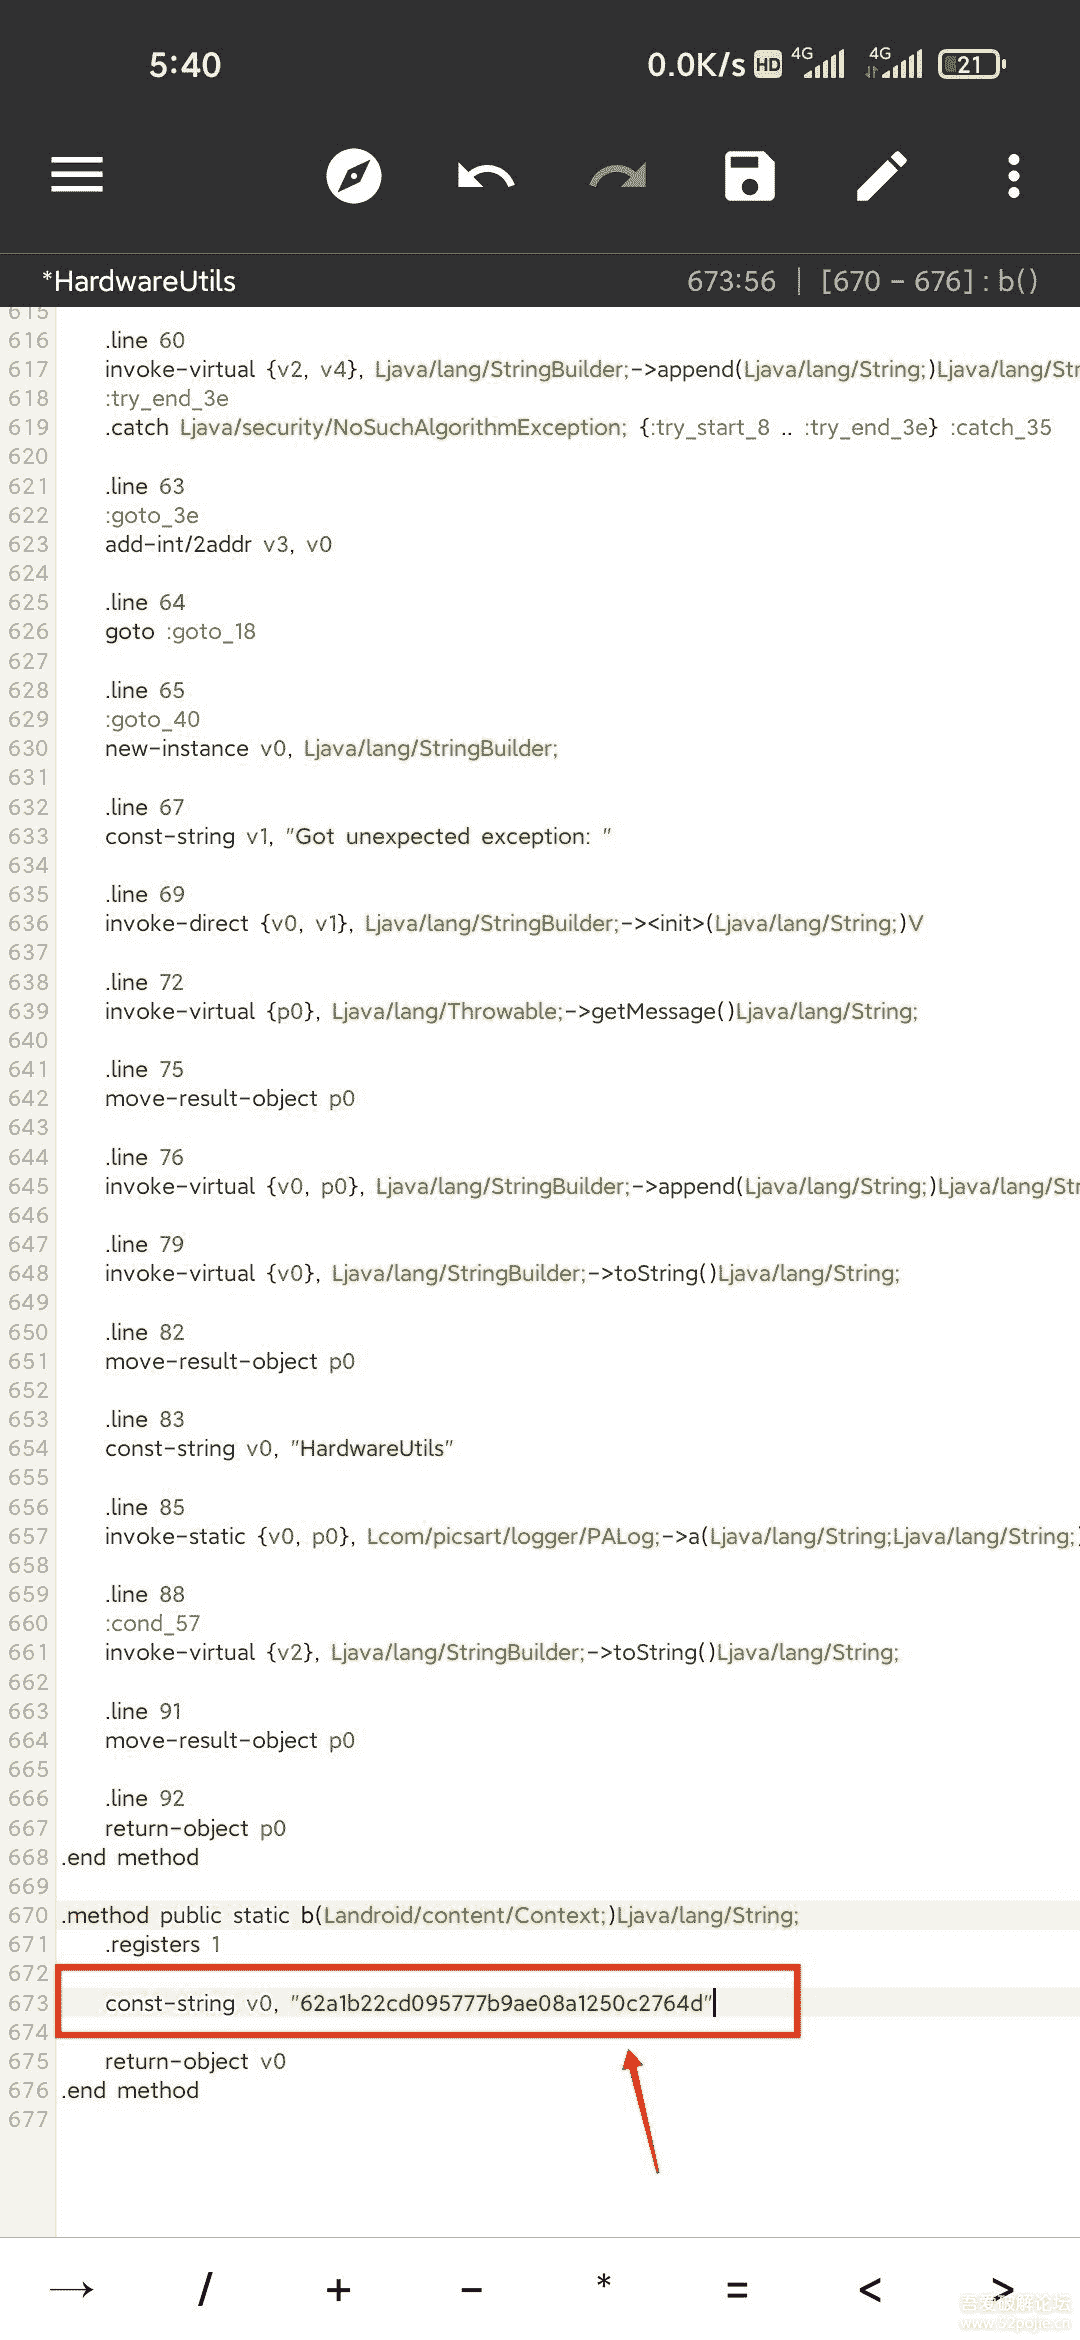 5:40 0.0K/s HD 4G 4G 21
*HardwareUtils 673:56 | [670 - 676] : b()
615
616 .line 60
617 invoke-virtual {v2, v4}, Ljava/lang/StringBuilder;->append(Ljava/lang/String;)Ljava/lang/Str
618 :try_end_3e
619 .catch Ljava/security/NoSuchAlgorithmException; {:try_start_8 .. :try_end_3e} :catch_35
620
621 .line 63
622 :goto_3e
623 add-int/2addr v3, v0
624
625 .line 64
626 goto :goto_18
627
628 .line 65
629 :goto_40
630 new-instance v0, Ljava/lang/StringBuilder;
631
632 .line 67
633 const-string v1, "Got unexpected exception: "
634
635 .line 69
636 invoke-direct {v0, v1}, Ljava/lang/StringBuilder;-><init>(Ljava/lang/String;)V
637
638 .line 72
639 invoke-virtual {p0}, Ljava/lang/Throwable;->getMessage()Ljava/lang/String;
640
641 .line 75
642 move-result-object p0
643
644 .line 76
645 invoke-virtual {v0, p0}, Ljava/lang/StringBuilder;->append(Ljava/lang/String;)Ljava/lang/Str
646
647 .line 79
648 invoke-virtual {v0}, Ljava/lang/StringBuilder;->toString()Ljava/lang/String;
649
650 .line 82
651 move-result-object p0
652
653 .line 83
654 const-string v0, "HardwareUtils"
655
656 .line 85
657 invoke-static {v0, p0}, Lcom/picsart/logger/PALog;->a(Ljava/lang/String;Ljava/lang/String;)
658
659 .line 88
660 :cond_57
661 invoke-virtual {v2}, Ljava/lang/StringBuilder;->toString()Ljava/lang/String;
662
663 .line 91
664 move-result-object p0
665
666 .line 92
667 return-object p0
668 .end method
669
670 .method public static b(Landroid/content/Context;)Ljava/lang/String;
671 .registers 1
672
673 const-string v0, "62a1b22cd095777b9ae08a1250c2764d"
674
675 return-object v0
676 .end method
677
→ / + - * = < >
吾爱破解论坛
www.52pojie.cn